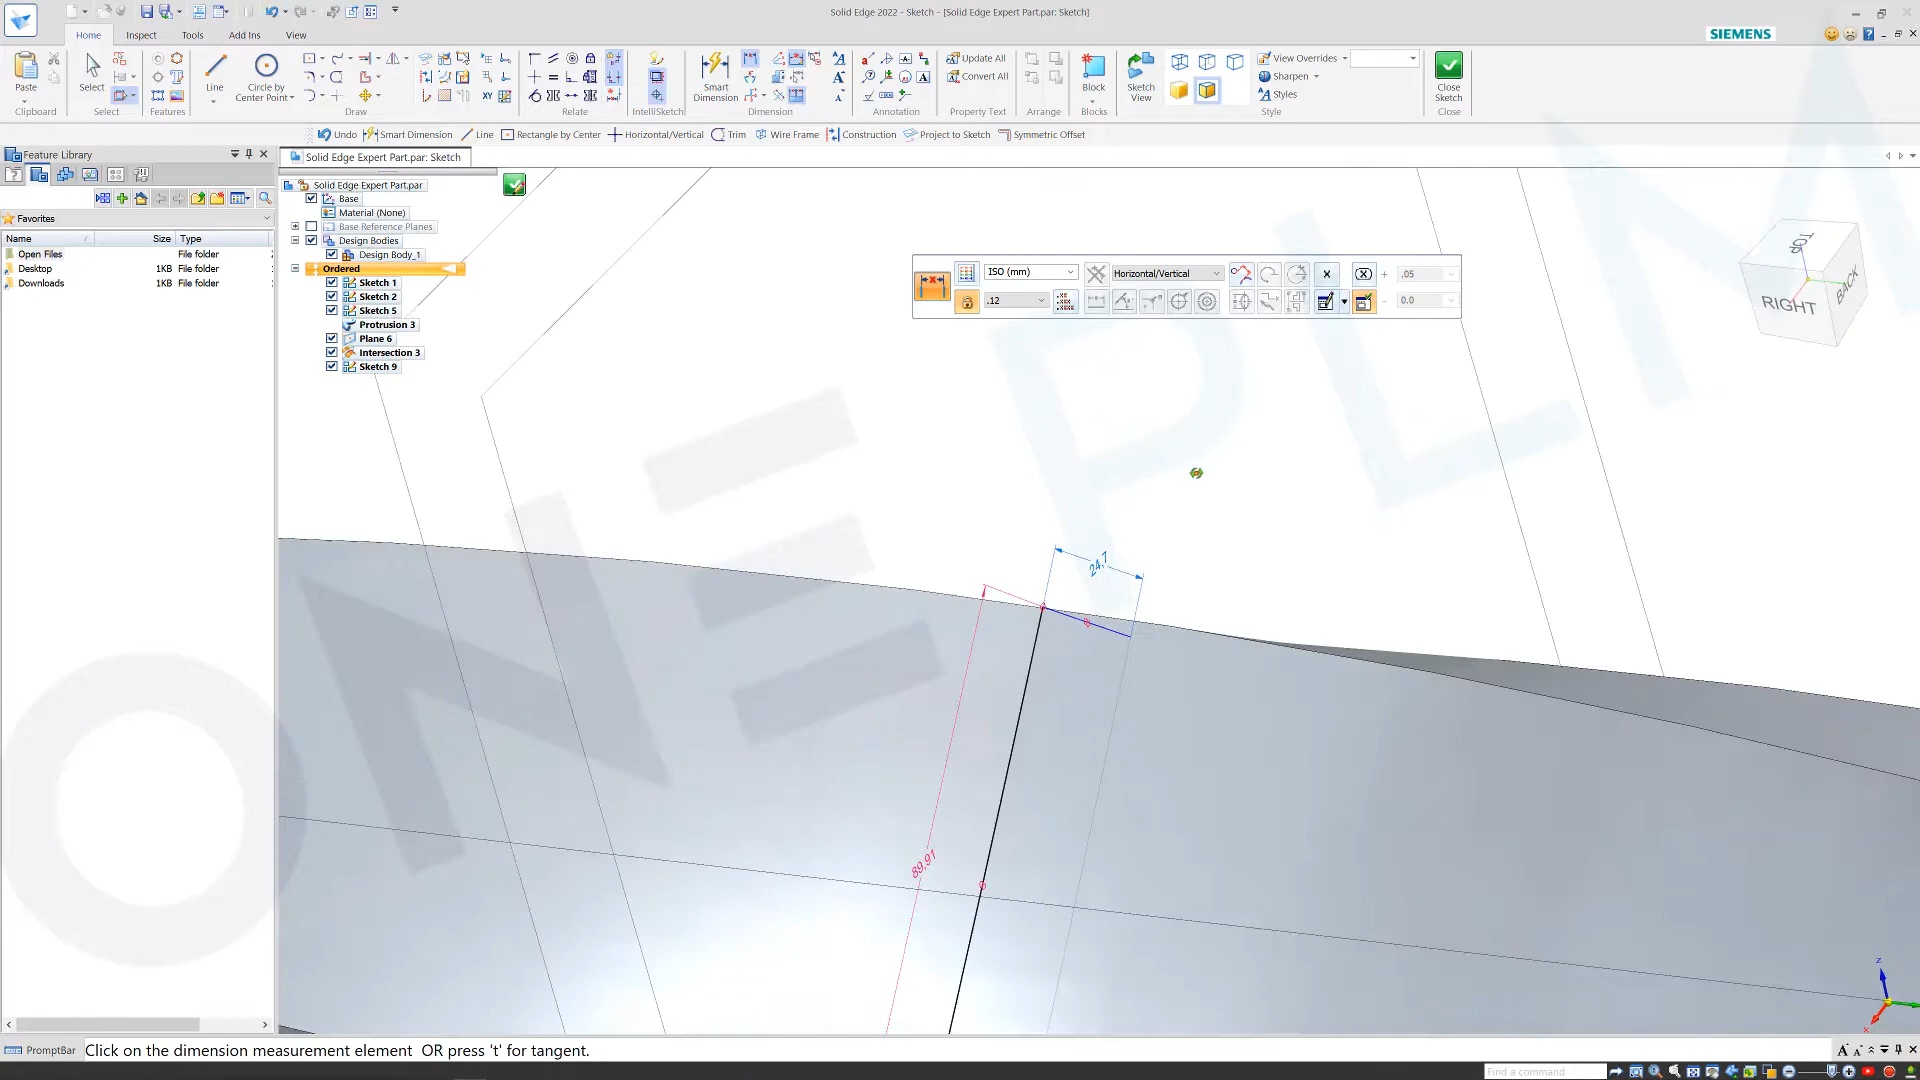 Solid Edge 2022 - Sketch - [Solid Edge Expert Part.par: Sketch]
Home Inspect Tools Add Ins View
SIEMENS
Paste
Select
Line
Circle by Center Point
Smart Dimension
Update All
Convert All
Block
Sketch View
View Overrides
Sharpen
Styles
Close Sketch
Clipboard Select Features Draw Relate IntelliSketch Dimension Annotation Property Text Arrange Blocks Style Close
Undo Smart Dimension Line Rectangle by Center Horizontal/Vertical Trim Wire Frame Construction Project to Sketch Symmetric Offset
Feature Library
Solid Edge Expert Part.par: Sketch
Favorites
Name Size Type
Open Files File folder
Desktop 1KB File folder
Downloads 1KB File folder
Solid Edge Expert Part.par
Base
Material (None)
Base Reference Planes
Design Bodies
Design Body_1
Ordered
Sketch 1
Sketch 2
Sketch 5
Protrusion 3
Plane 6
Intersection 3
Sketch 9
ISO (mm) Horizontal/Vertical .05
.12 0.0
TOP
RIGHT
BACK
24,7
89,91
ONE PLM
z
x
PromptBar Click on the dimension measurement element OR press 't' for tangent.
Find a command